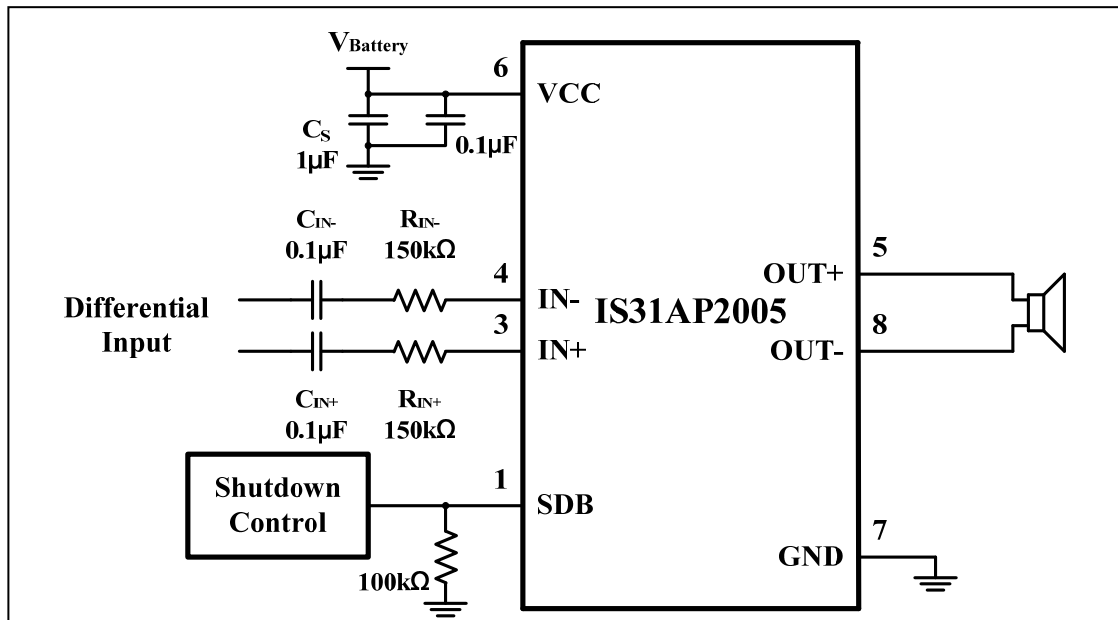 VBattery
6
VCC
CS
1μF
0.1μF
CIN-
0.1μF
RIN-
150kΩ
Differential
Input
4
IN-
3
IN+
CIN+
0.1μF
RIN+
150kΩ
IS31AP2005
OUT+
5
OUT-
8
Shutdown
Control
1
SDB
100kΩ
GND
7